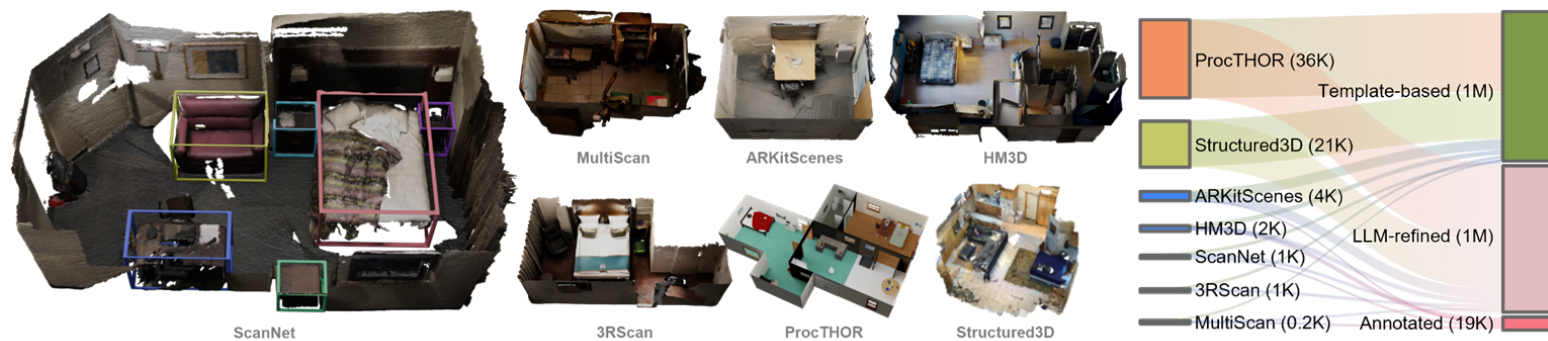 ScanNet
MultiScan
ARKitScenes
HM3D
3RScan
ProcTHOR
Structured3D
ProcTHOR (36K)
Structured3D (21K)
ARKitScenes (4K)
HM3D (2K)
ScanNet (1K)
3RScan (1K)
MultiScan (0.2K)
Template-based (1M)
LLM-refined (1M)
Annotated (19K)